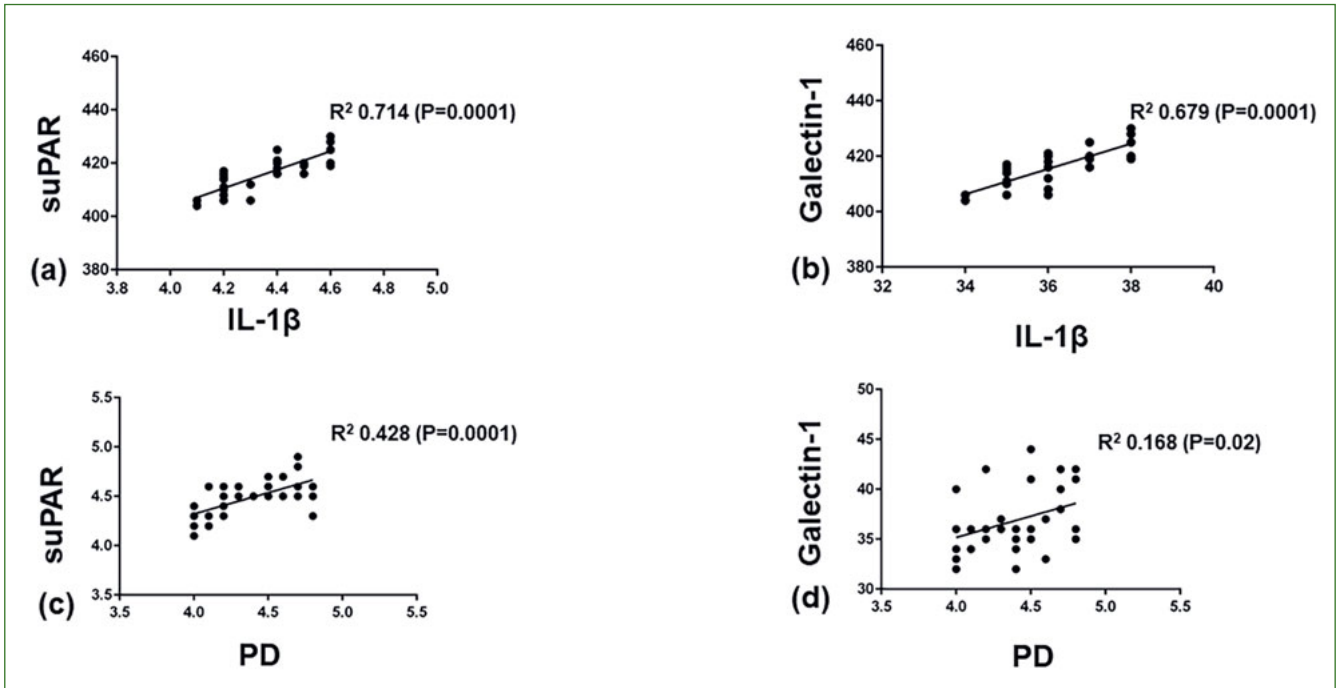 460
440
420
400
380
suPAR
R² 0.714 (P=0.0001)
(a)
3.8 4.0 4.2 4.4 4.6 4.8 5.0
IL-1β
460
440
420
400
380
Galectin-1
R² 0.679 (P=0.0001)
(b)
32 34 36 38 40
IL-1β
5.5
5.0
4.5
4.0
3.5
suPAR
R² 0.428 (P=0.0001)
(c)
3.5 4.0 4.5 5.0 5.5
PD
50
45
40
35
30
Galectin-1
R² 0.168 (P=0.02)
(d)
3.5 4.0 4.5 5.0 5.5
PD